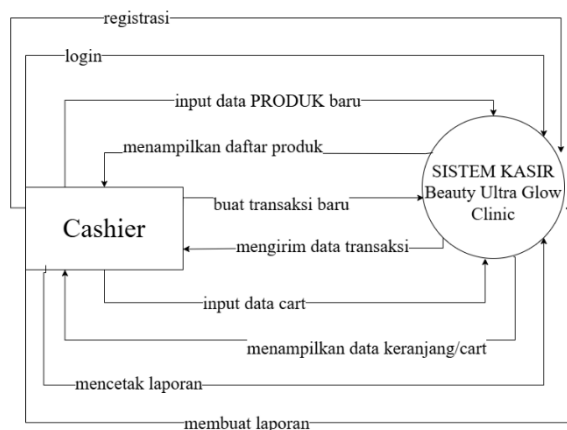 registrasi
login
input data PRODUK baru
menampilkan daftar produk
SISTEM KASIR
Beauty Ultra Glow
Clinic
buat transaksi baru
Cashier
mengirim data transaksi
input data cart
menampilkan data keranjang/cart
mencetak laporan
membuat laporan